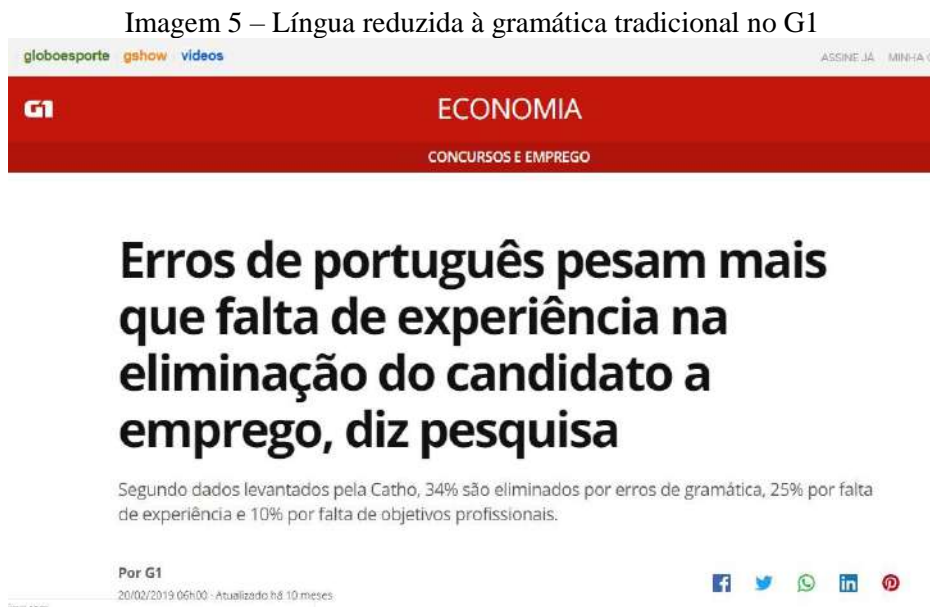 Imagem 5 – Língua reduzida à gramática tradicional no G1
globoesporte gshow videos ASSINE JÁ MINHA
G1 ECONOMIA
CONCURSOS E EMPREGO
Erros de português pesam mais
que falta de experiência na
eliminação do candidato a
emprego, diz pesquisa
Segundo dados levantados pela Catho, 34% são eliminados por erros de gramática, 25% por falta
de experiência e 10% por falta de objetivos profissionais.
Por G1
20/02/2019 06h00 · Atualizado há 10 meses